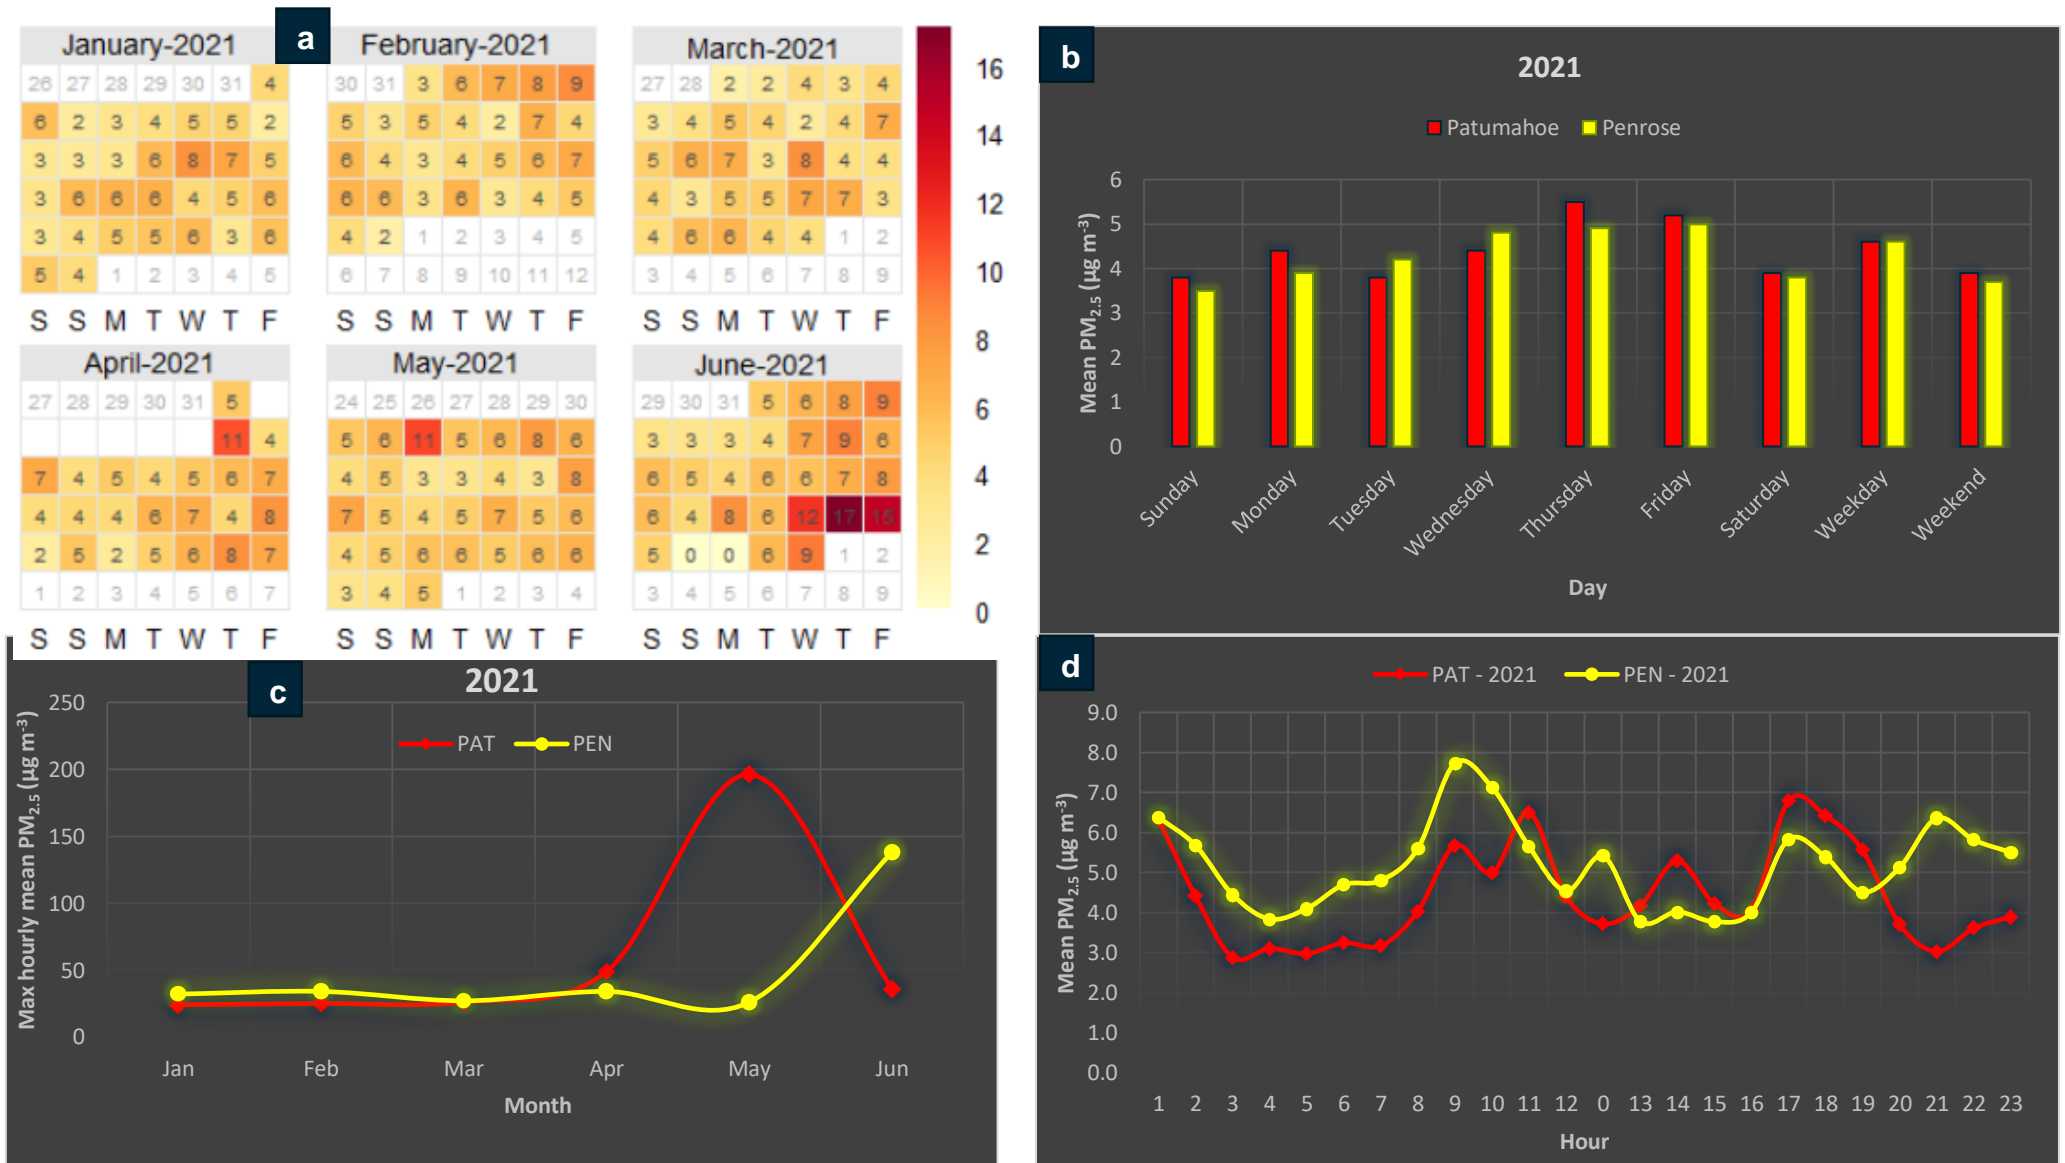 a
January-2021
26 27 28 29 30 31 4
6 2 3 4 5 5 2
3 3 3 6 8 7 5
3 6 6 6 4 5 6
3 4 5 5 6 3 6
5 4 1 2 3 4 5
S S M T W T F
February-2021
30 31 3 6 7 8 9
5 3 5 4 2 7 4
6 4 3 4 5 6 7
6 6 3 6 3 4 5
4 2 1 2 3 4 5
6 7 8 9 10 11 12
S S M T W T F
March-2021
27 28 2 2 4 3 4
3 4 5 4 2 4 7
5 6 7 3 8 4 4
4 3 5 5 7 7 3
4 6 6 4 4 1 2
3 4 5 6 7 8 9
S S M T W T F
April-2021
27 28 29 30 31 5
11 4
7 4 5 4 5 6 7
4 4 4 6 7 4 8
2 5 2 5 6 8 7
1 2 3 4 5 6 7
S S M T W T F
May-2021
24 25 26 27 28 29 30
5 6 11 5 6 8 6
4 5 3 3 4 3 8
7 5 4 5 7 5 6
4 5 6 6 5 6 6
3 4 5 1 2 3 4
S S M T W T F
June-2021
29 30 31 5 6 8 9
3 3 3 4 7 9 6
6 5 4 6 6 7 8
6 4 8 6 12 17 15
5 0 0 6 9 1 2
3 4 5 6 7 8 9
S S M T W T F
16
14
12
10
8
6
4
2
0
b
2021
Patumahoe Penrose
Mean PM2.5 (µg m-3)
6
5
4
3
2
1
0
Sunday Monday Tuesday Wednesday Thursday Friday Saturday Weekday Weekend
Day
c
2021
PAT PEN
Max hourly mean PM2.5 (µg m-3)
250
200
150
100
50
0
Jan Feb Mar Apr May Jun
Month
d
PAT - 2021 PEN - 2021
Mean PM2.5 (µg m-3)
9.0
8.0
7.0
6.0
5.0
4.0
3.0
2.0
1.0
0.0
1 2 3 4 5 6 7 8 9 10 11 12 0 13 14 15 16 17 18 19 20 21 22 23
Hour